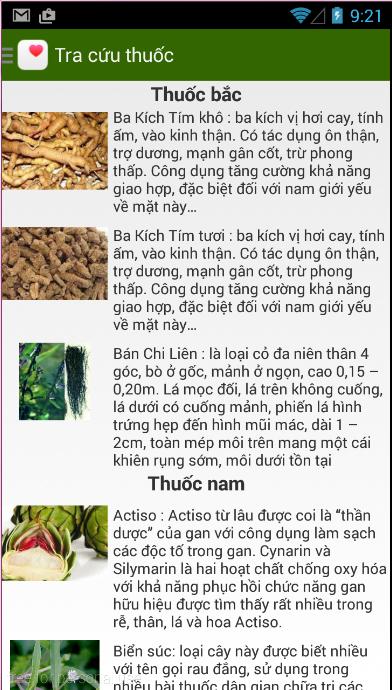 9:21
Tra cứu thuốc
Thuốc bắc
Ba Kích Tím khô : ba kích vị hơi cay, tính
ấm, vào kinh thận. Có tác dụng ôn thận,
trợ dương, mạnh gân cốt, trừ phong
thấp. Công dụng tăng cường khả năng
giao hợp, đặc biệt đối với nam giới yếu
về mặt này...
Ba Kích Tím tươi : ba kích vị hơi cay, tính
ấm, vào kinh thận. Có tác dụng ôn thận,
trợ dương, mạnh gân cốt, trừ phong
thấp. Công dụng tăng cường khả năng
giao hợp, đặc biệt đối với nam giới yếu
về mặt này...
Bán Chi Liên : là loại cỏ đa niên thân 4
góc, bò ở gốc, mảnh ở ngọn, cao 0,15 –
0,20m. Lá mọc đối, lá trên không cuống,
lá dưới có cuống mảnh, phiến lá hình
trứng hẹp đến hình mũi mác, dài 1 –
2cm, toàn mép môi trên mang một cái
khiên rụng sớm, môi dưới tồn tại
Thuốc nam
Actiso : Actiso từ lâu được coi là “thần
dược” của gan với công dụng làm sạch
các độc tố trong gan. Cynarin và
Silymarin là hai hoạt chất chống oxy hóa
với khả năng phục hồi chức năng gan
hữu hiệu được tìm thấy rất nhiều trong
rễ, thân, lá và hoa Actiso.
Biển súc: loại cây này được biết nhiều
với tên gọi rau đắng, sử dụng trong
nhiều bài thuốc dân gian chữa trị các